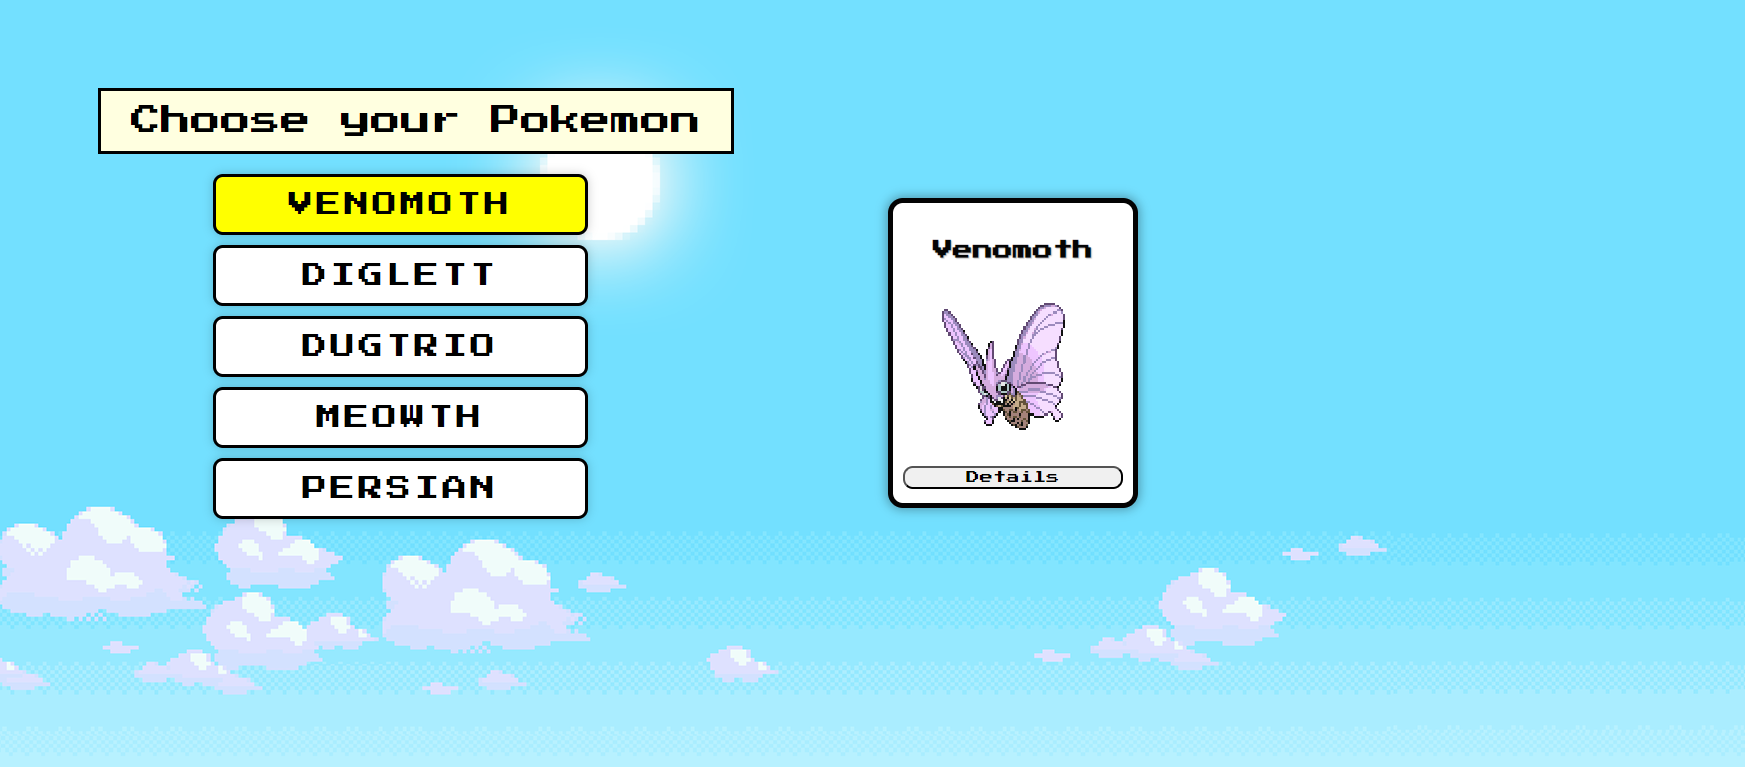 Choose your Pokemon
VENOMOTH
DIGLETT
DUGTRIO
MEOWTH
PERSIAN
Venomoth
Details